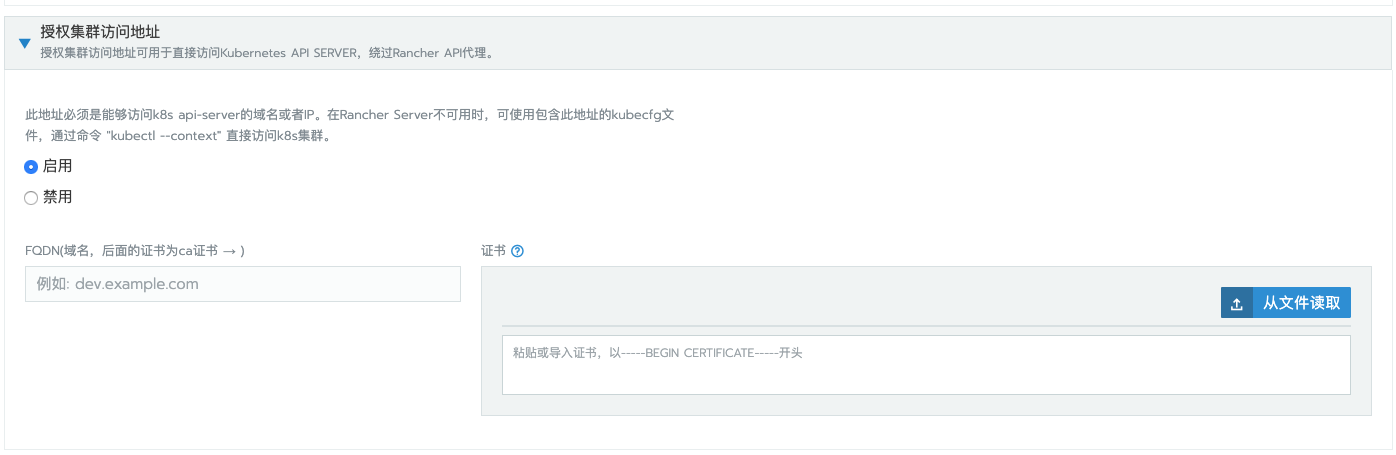 授权集群访问地址
授权集群访问地址可用于直接访问Kubernetes API SERVER，绕过Rancher API代理。
此地址必须是能够访问k8s api-server的域名或者IP。在Rancher Server不可用时，可使用包含此地址的kubecfg文
件，通过命令 "kubectl --context" 直接访问k8s集群。
启用
禁用
FQDN(域名，后面的证书为ca证书 → )
例如: dev.example.com
证书
从文件读取
粘贴或导入证书，以-----BEGIN CERTIFICATE-----开头